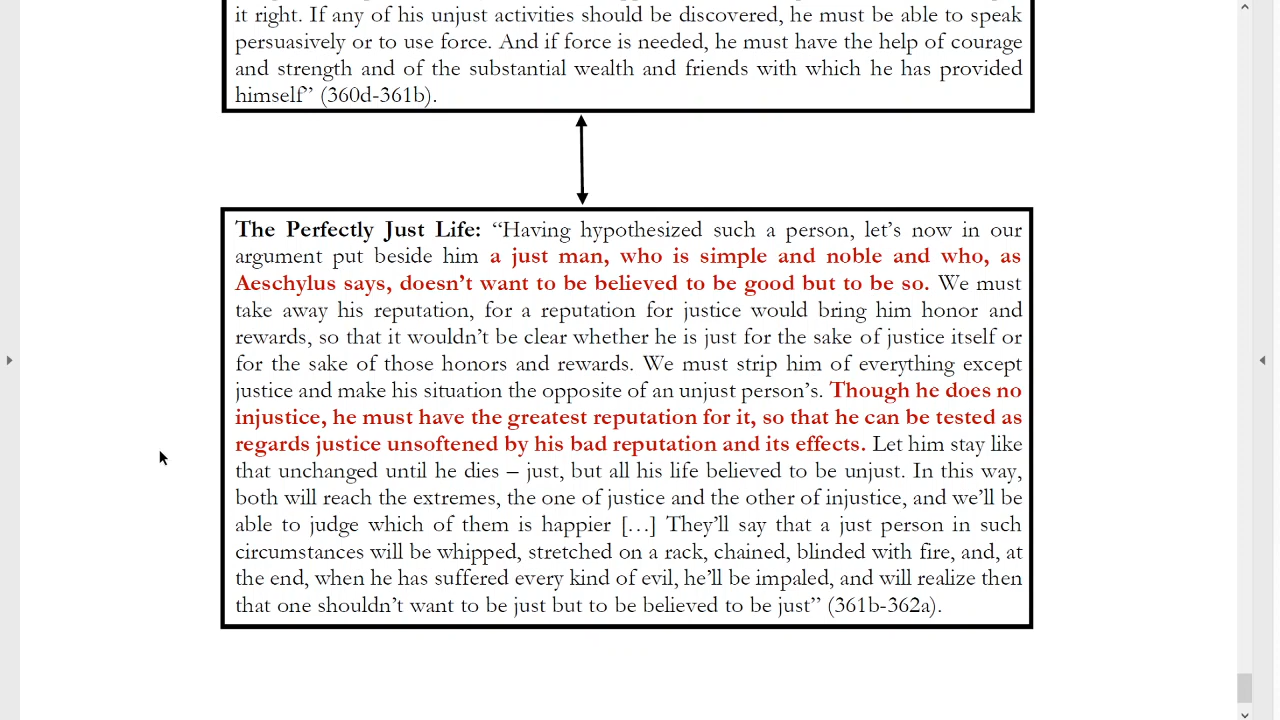 it right. If any of his unjust activities should be discovered, he must be able to speak
persuasively or to use force. And if force is needed, he must have the help of courage
and strength and of the substantial wealth and friends with which he has provided
himself” (360d-361b).
The Perfectly Just Life: “Having hypothesized such a person, let’s now in our
argument put beside him a just man, who is simple and noble and who, as
Aeschylus says, doesn’t want to be believed to be good but to be so. We must
take away his reputation, for a reputation for justice would bring him honor and
rewards, so that it wouldn’t be clear whether he is just for the sake of justice itself or
for the sake of those honors and rewards. We must strip him of everything except
justice and make his situation the opposite of an unjust person’s. Though he does no
injustice, he must have the greatest reputation for it, so that he can be tested as
regards justice unsoftened by his bad reputation and its effects. Let him stay like
that unchanged until he dies – just, but all his life believed to be unjust. In this way,
both will reach the extremes, the one of justice and the other of injustice, and we’ll be
able to judge which of them is happier […] They’ll say that a just person in such
circumstances will be whipped, stretched on a rack, chained, blinded with fire, and, at
the end, when he has suffered every kind of evil, he’ll be impaled, and will realize then
that one shouldn’t want to be just but to be believed to be just” (361b-362a).